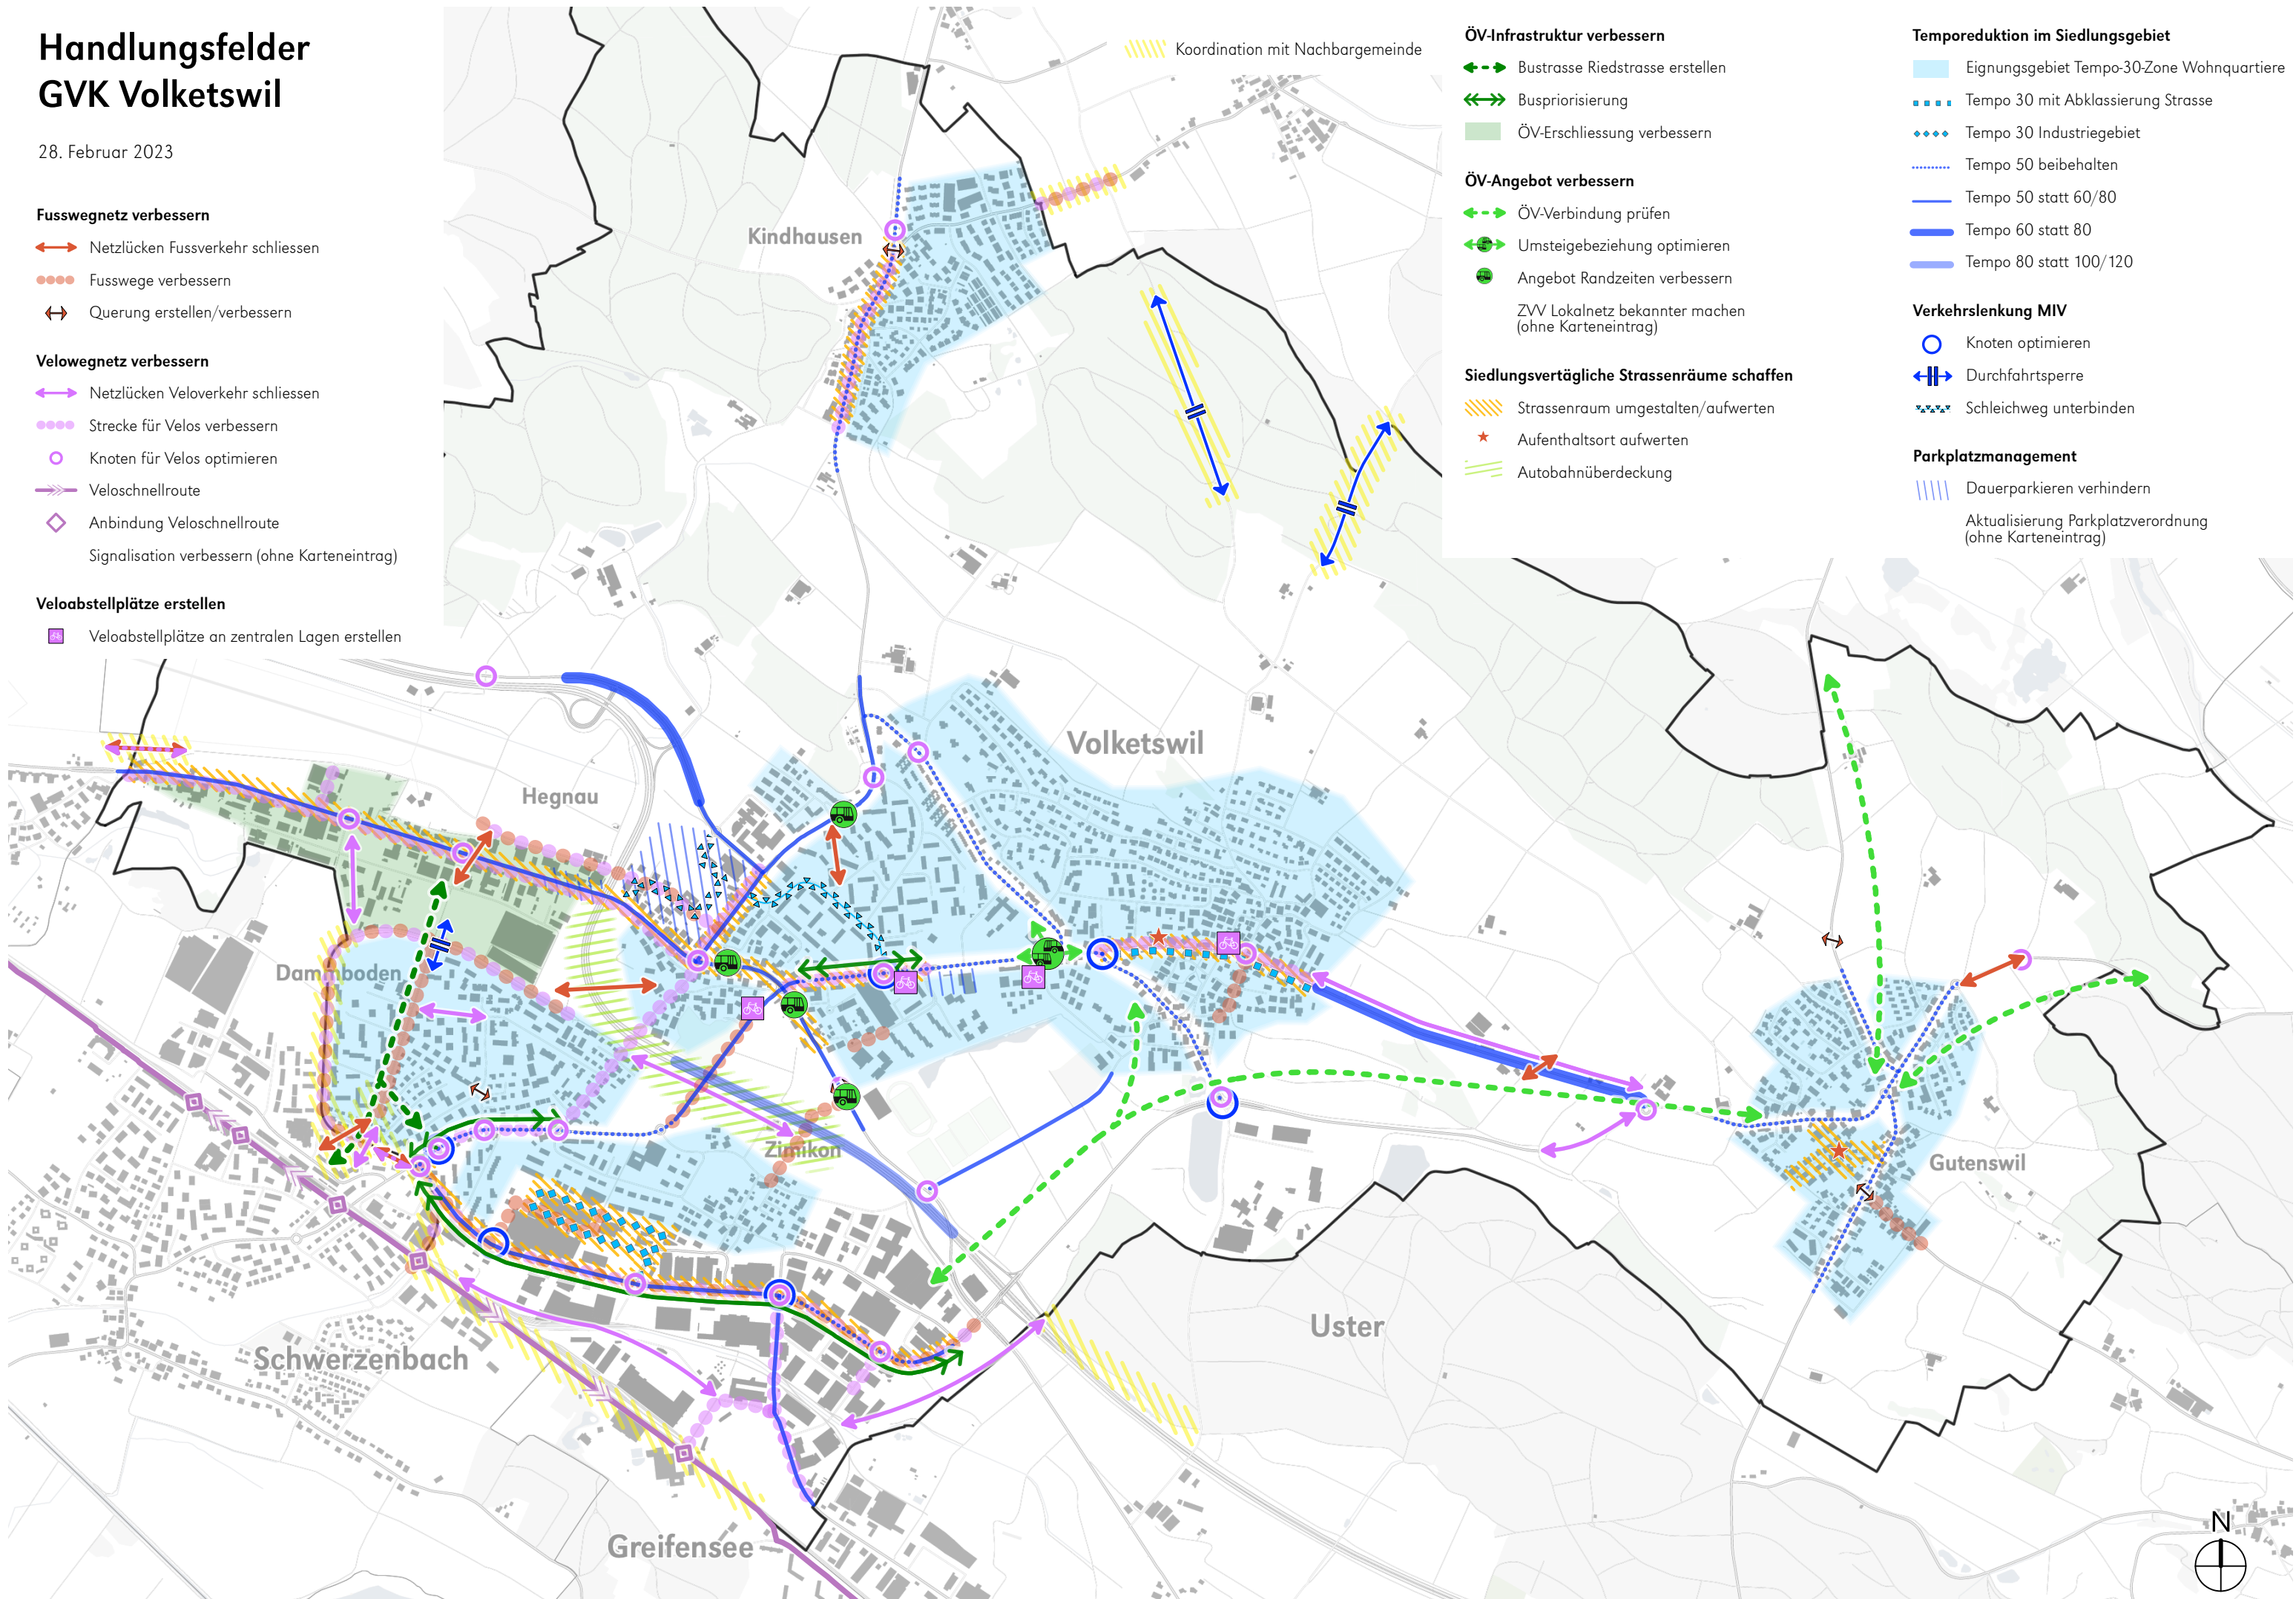 Handlungsfelder
GVK Volketswil
28. Februar 2023
Fusswegnetz verbessern
Netzlücken Fussverkehr schliessen
Fusswege verbessern
Querung erstellen/verbessern
Velowegnetz verbessern
Netzlücken Veloverkehr schliessen
Strecke für Velos verbessern
Knoten für Velos optimieren
Veloschnellroute
Anbindung Veloschnellroute
Signalisation verbessern (ohne Karteneintrag)
Veloabstellplätze erstellen
Veloabstellplätze an zentralen Lagen erstellen
Koordination mit Nachbargemeinde
ÖV-Infrastruktur verbessern
Bustrasse Riedstrasse erstellen
Buspriorisierung
ÖV-Erschliessung verbessern
ÖV-Angebot verbessern
ÖV-Verbindung prüfen
Umsteigebeziehung optimieren
Angebot Randzeiten verbessern
ZVV Lokalnetz bekannter machen
(ohne Karteneintrag)
Siedlungsvertägliche Strassenräume schaffen
Strassenraum umgestalten/aufwerten
Aufenthaltsort aufwerten
Autobahnüberdeckung
Temporeduktion im Siedlungsgebiet
Eignungsgebiet Tempo-30-Zone Wohnquartiere
Tempo 30 mit Abklassierung Strasse
Tempo 30 Industriegebiet
Tempo 50 beibehalten
Tempo 50 statt 60/80
Tempo 60 statt 80
Tempo 80 statt 100/120
Verkehrslenkung MIV
Knoten optimieren
Durchfahrtsperre
Schleichweg unterbinden
Parkplatzmanagement
Dauerparkieren verhindern
Aktualisierung Parkplatzverordnung
(ohne Karteneintrag)
Kindhausen
Volketswil
Hegnau
Dammboden
Zimikon
Gutenswil
Uster
Schwerzenbach
Greifensee
N